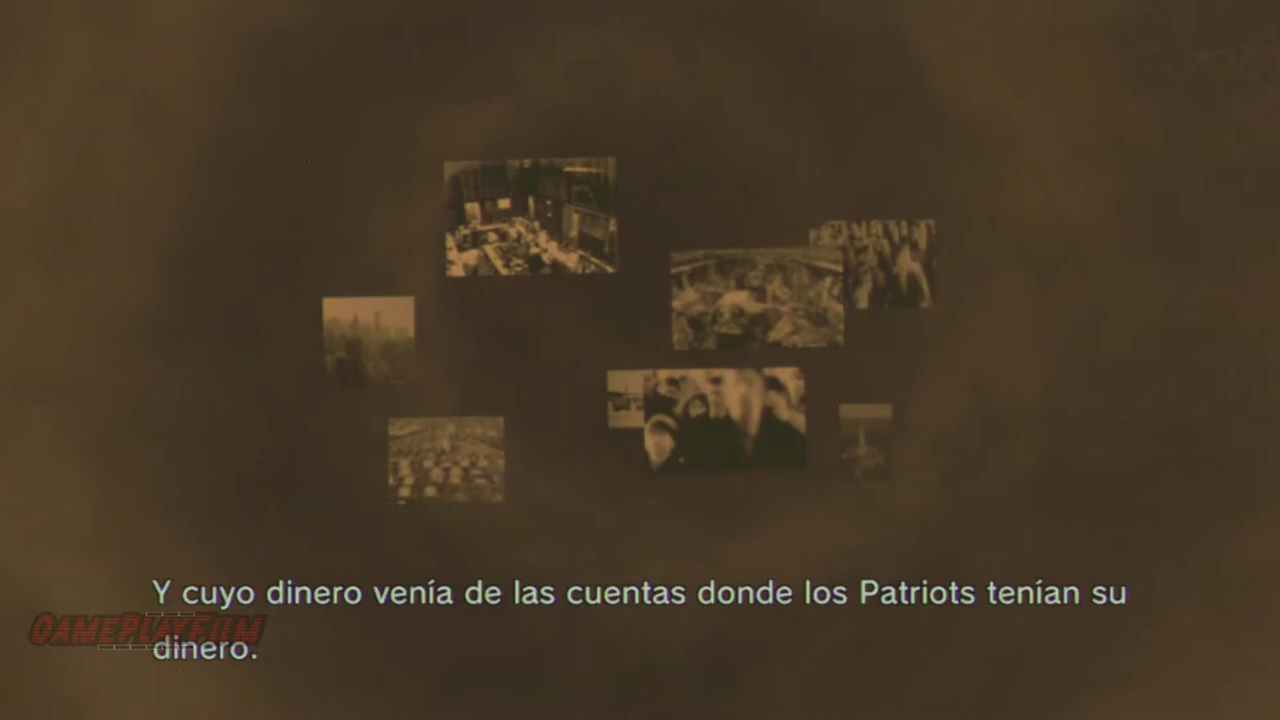 Y cuyo dinero venía de las cuentas donde los Patriots tenían su
GAMEPLAYFILM
dinero.